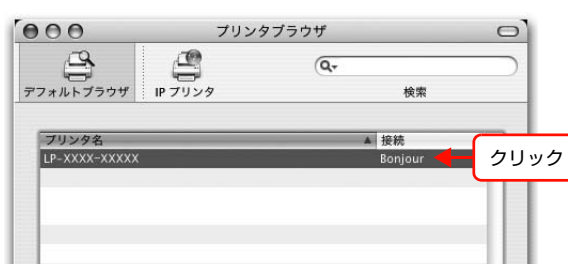 プリンタブラウザ
デフォルトブラウザ IP プリンタ 検索
プリンタ名 接続
LP-XXXX-XXXXX Bonjour
クリック